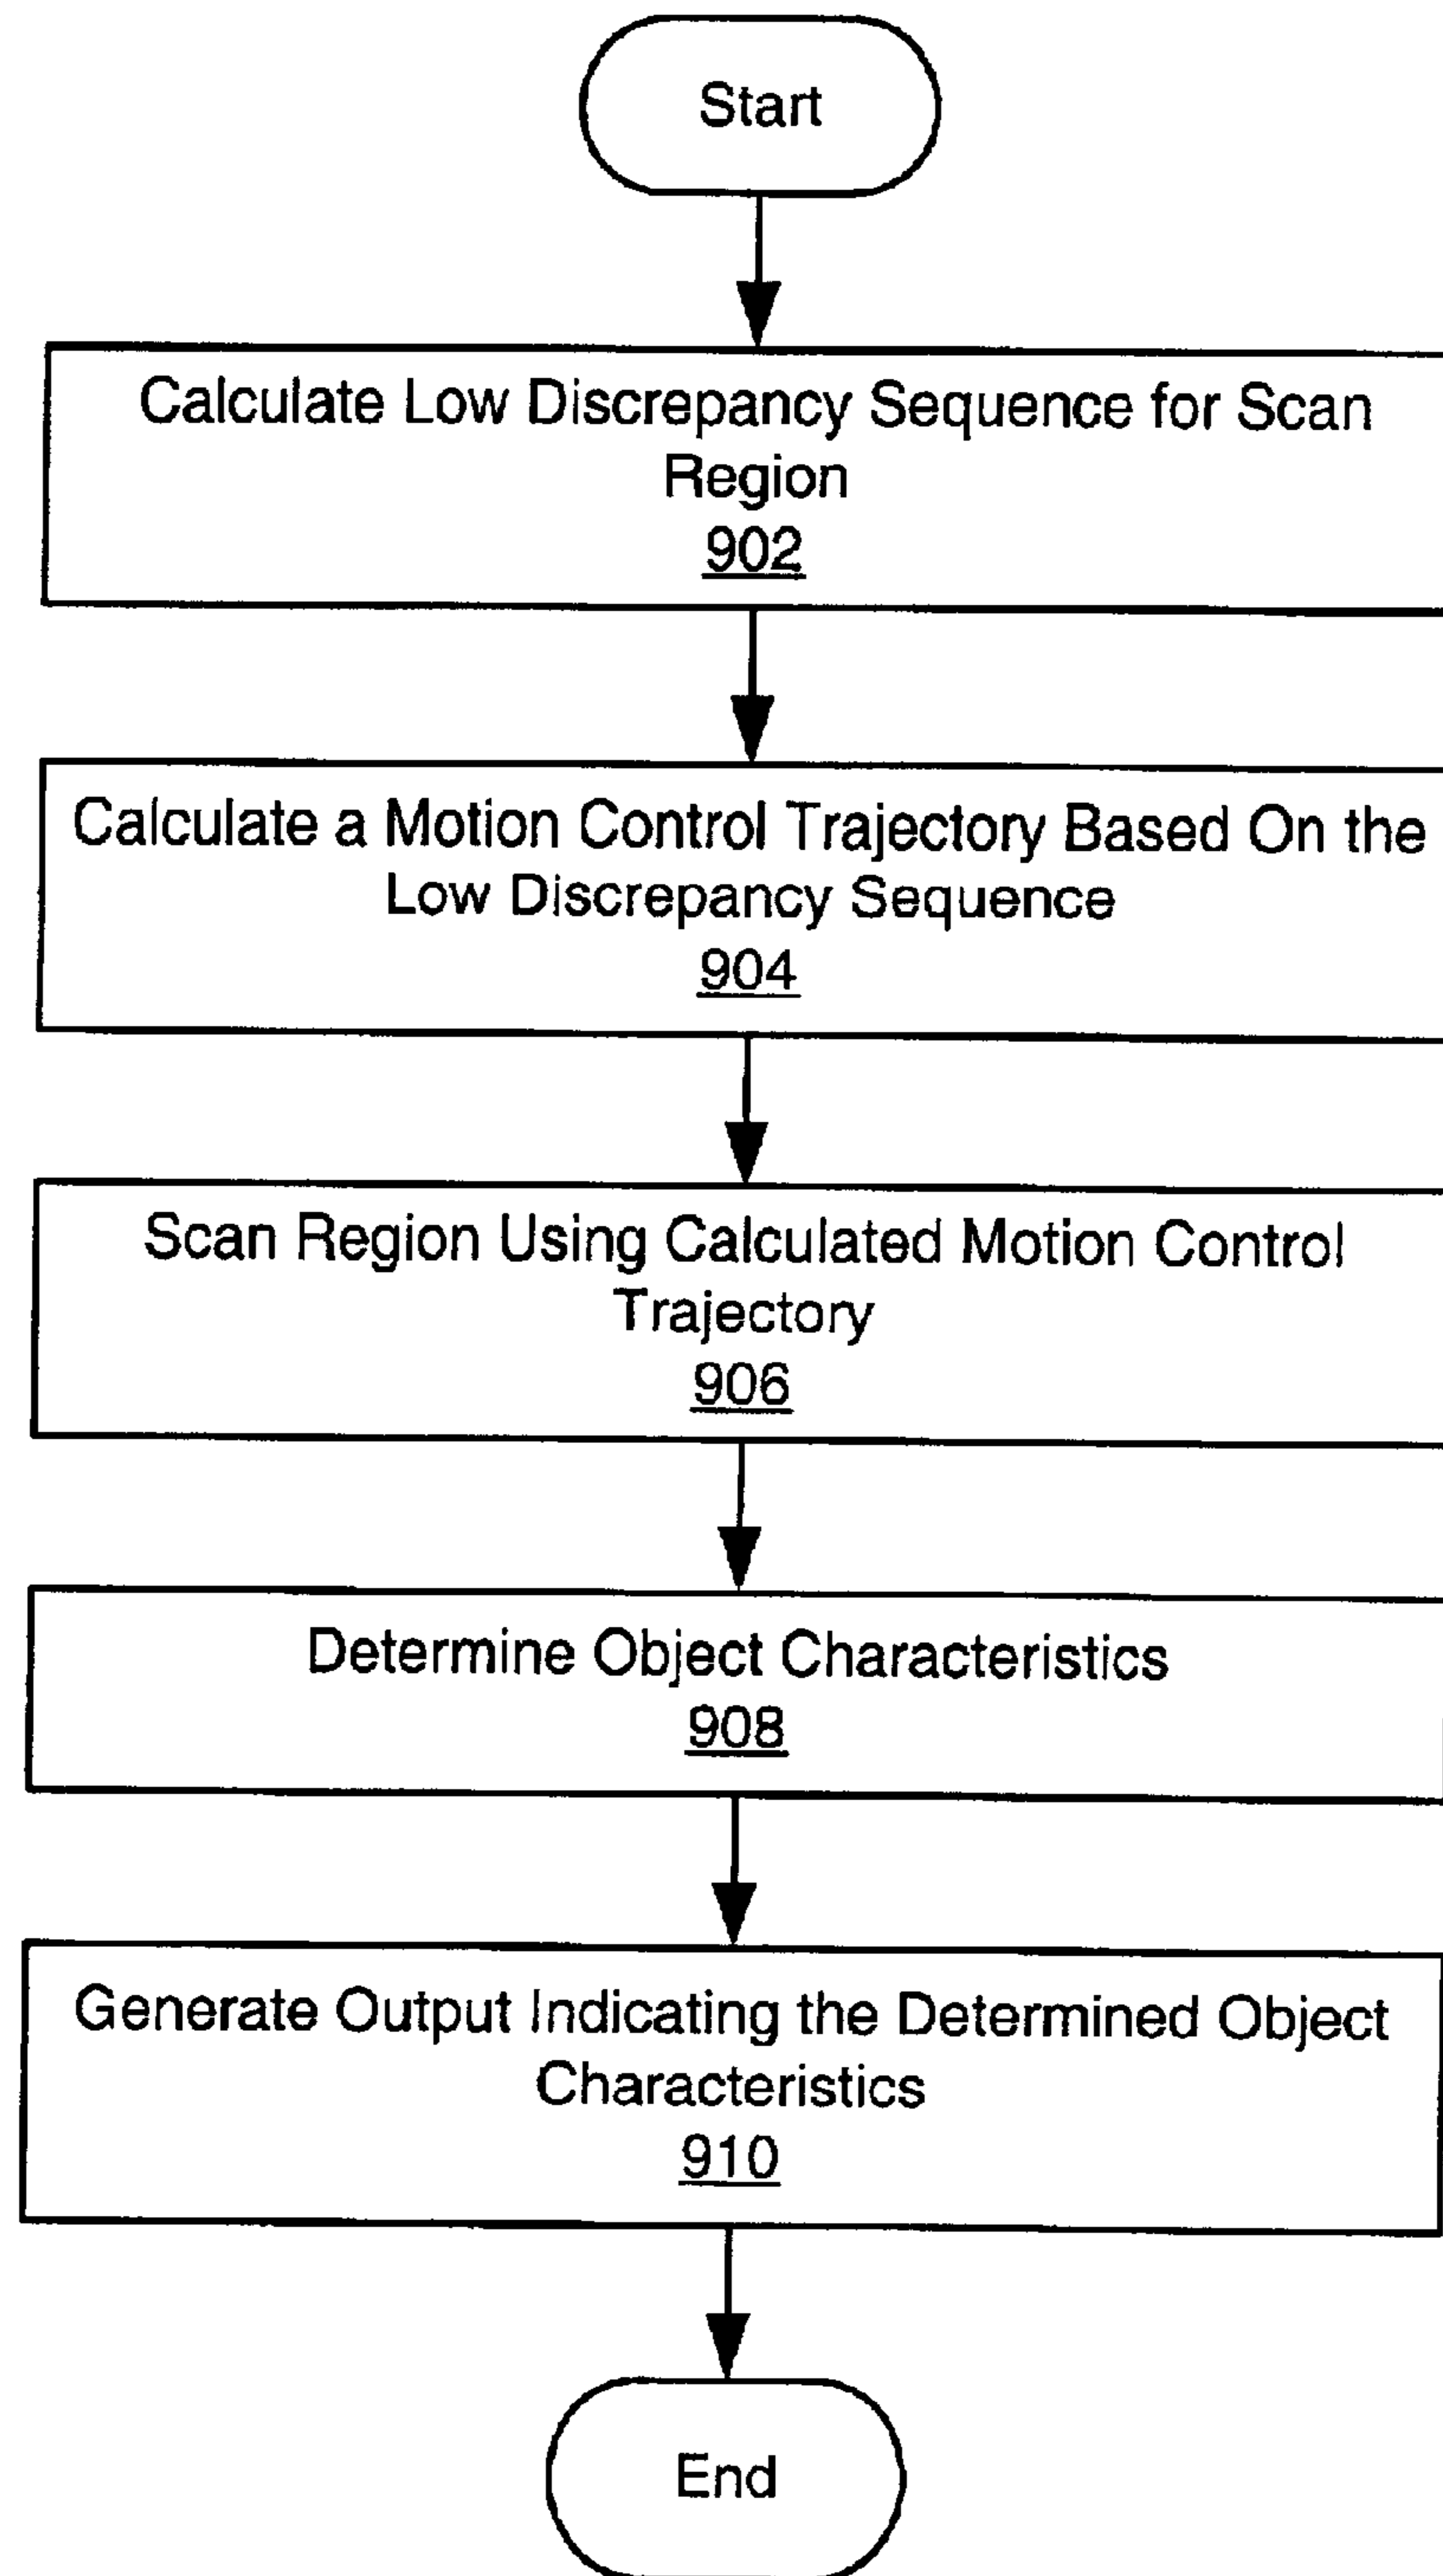 Start
Calculate Low Discrepancy Sequence for Scan
Region
902
Calculate a Motion Control Trajectory Based On the
Low Discrepancy Sequence
904
Scan Region Using Calculated Motion Control
Trajectory
906
Determine Object Characteristics
908
Generate Output Indicating the Determined Object
Characteristics
910
End